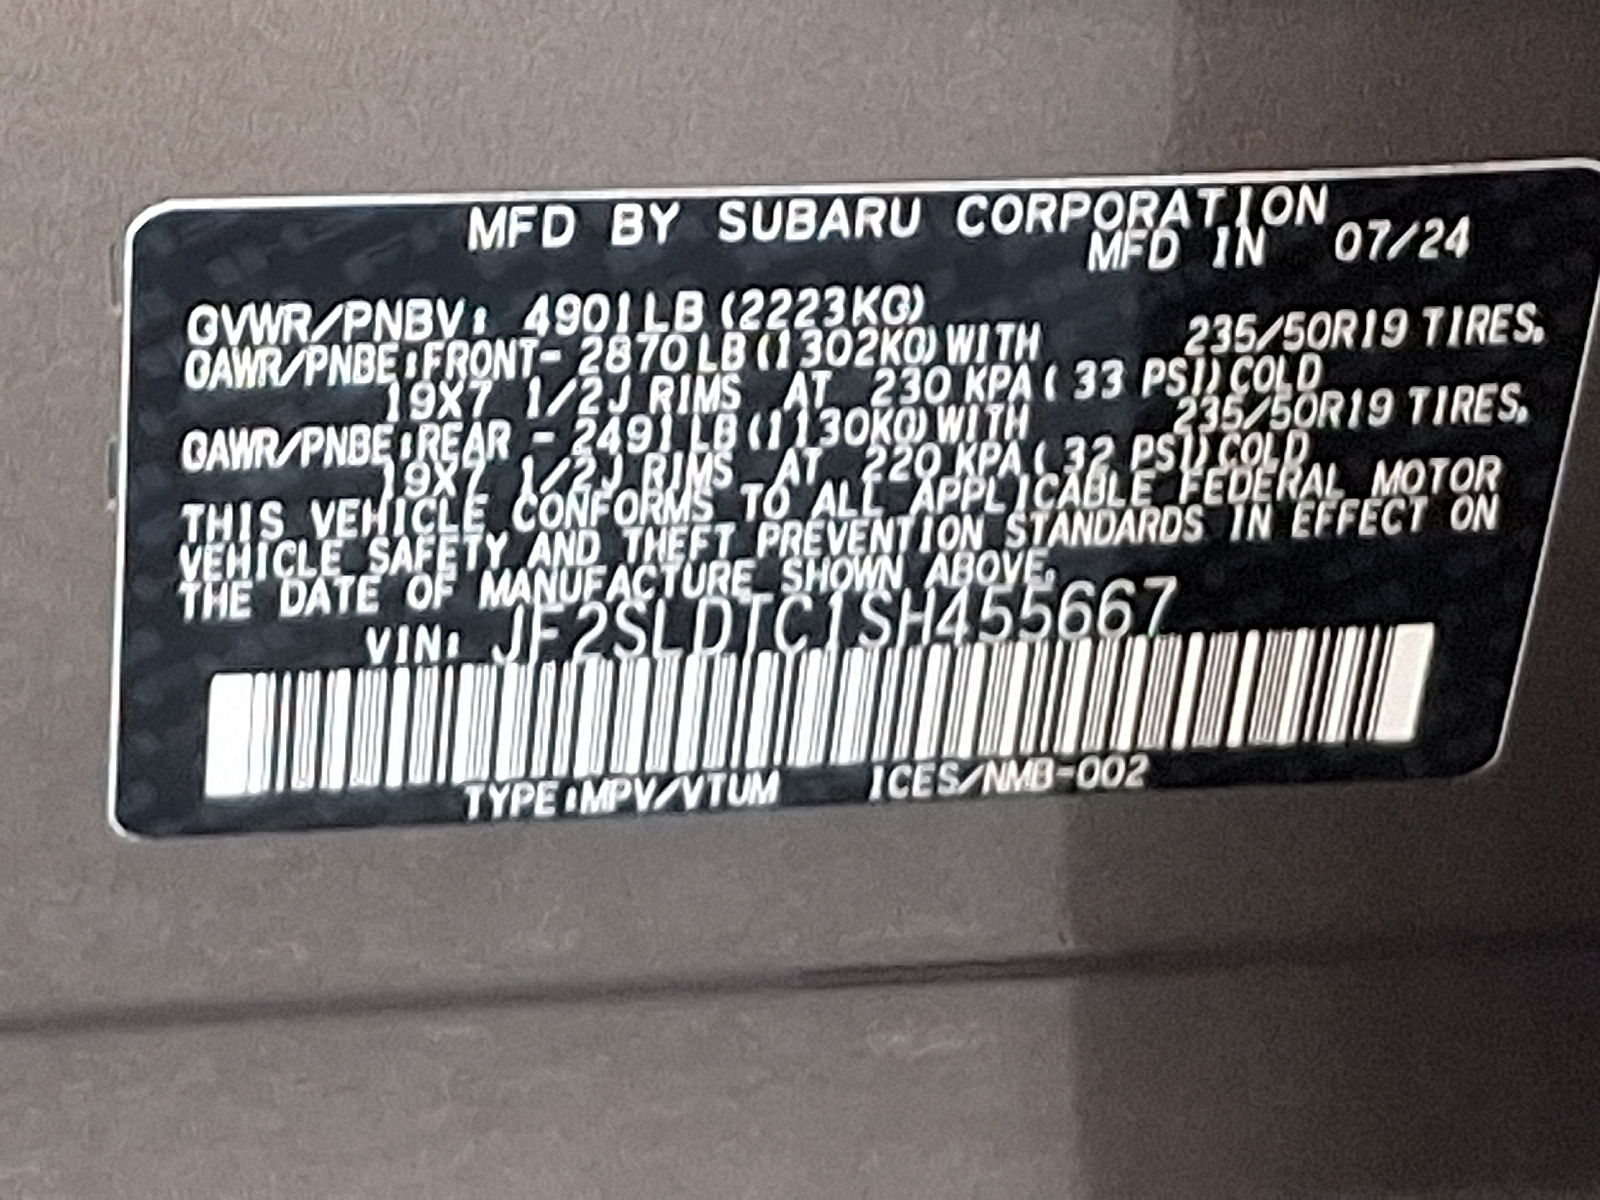 MFD BY SUBARU CORPORATION
MFD IN 07/24
GVWR/PNBV: 4901LB (2223KG)
GAWR/PNBE:FRONT- 2870LB(1302KG)WITH 235/50R19 TIRES.
19X7 1/2J RIMS AT 230 KPA( 33 PSI)COLD
GAWR/PNBE:REAR - 2491LB(1130KG)WITH 235/50R19 TIRES.
19X7 1/2J RIMS AT 220 KPA( 32 PSI)COLD
THIS VEHICLE CONFORMS TO ALL APPLICABLE FEDERAL MOTOR
VEHICLE SAFETY AND THEFT PREVENTION STANDARDS IN EFFECT ON
THE DATE OF MANUFACTURE SHOWN ABOVE.
VIN: JF2SLDTC1SH455667
TYPE:MPV/VTUM ICES/NMB-002